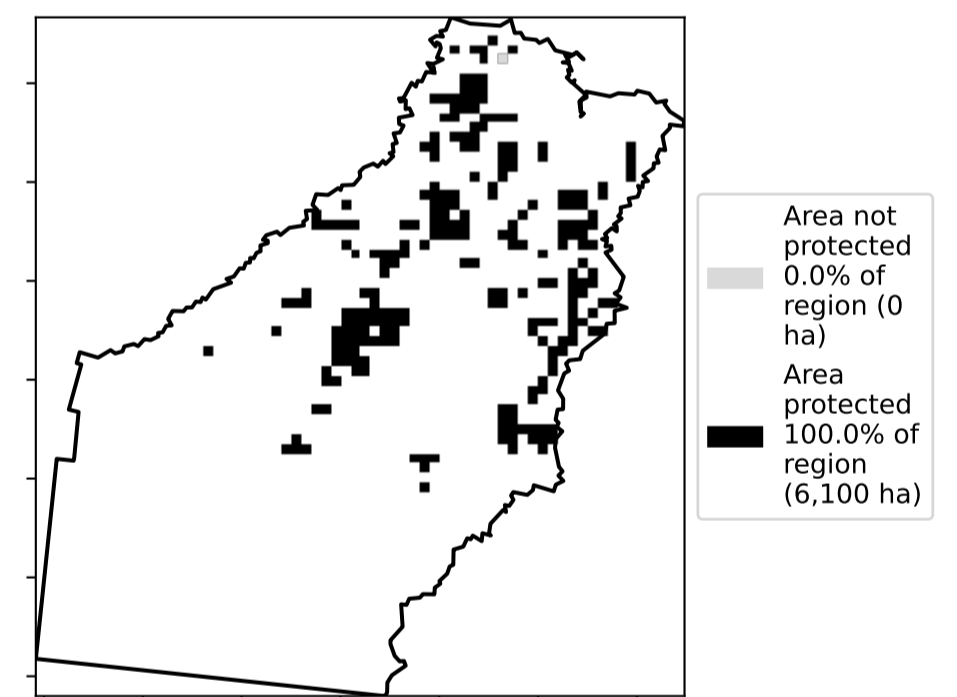 Area not
protected
0.0% of
region (0
ha)
Area
protected
100.0% of
region
(6,100 ha)